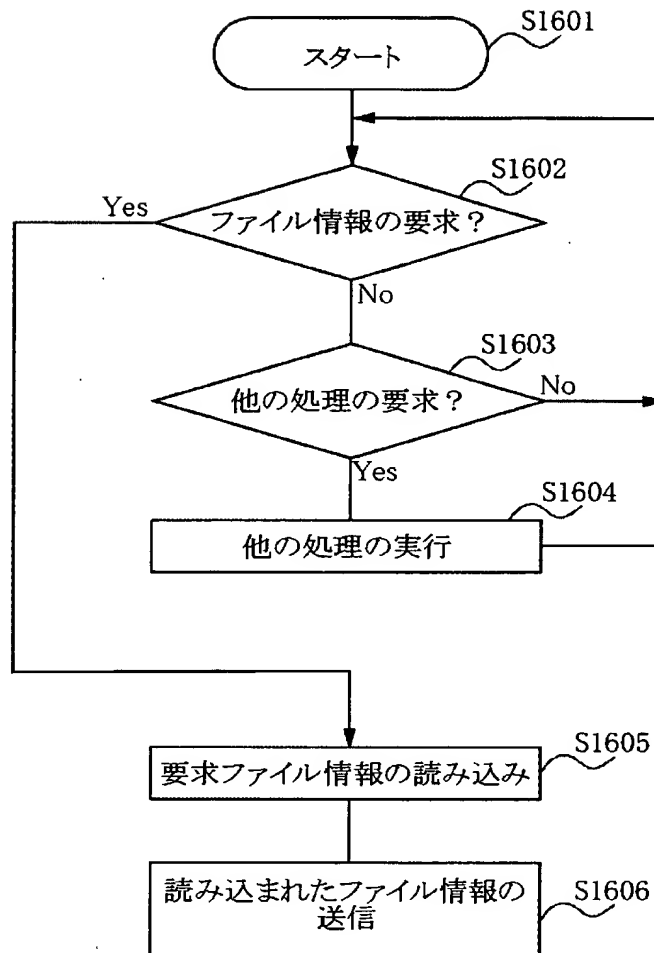 S1601
スタート
S1602
Yes
ファイル情報の要求？
No
S1603
他の処理の要求？
No
Yes
S1604
他の処理の実行
S1605
要求ファイル情報の読み込み
S1606
読み込まれたファイル情報の
送信